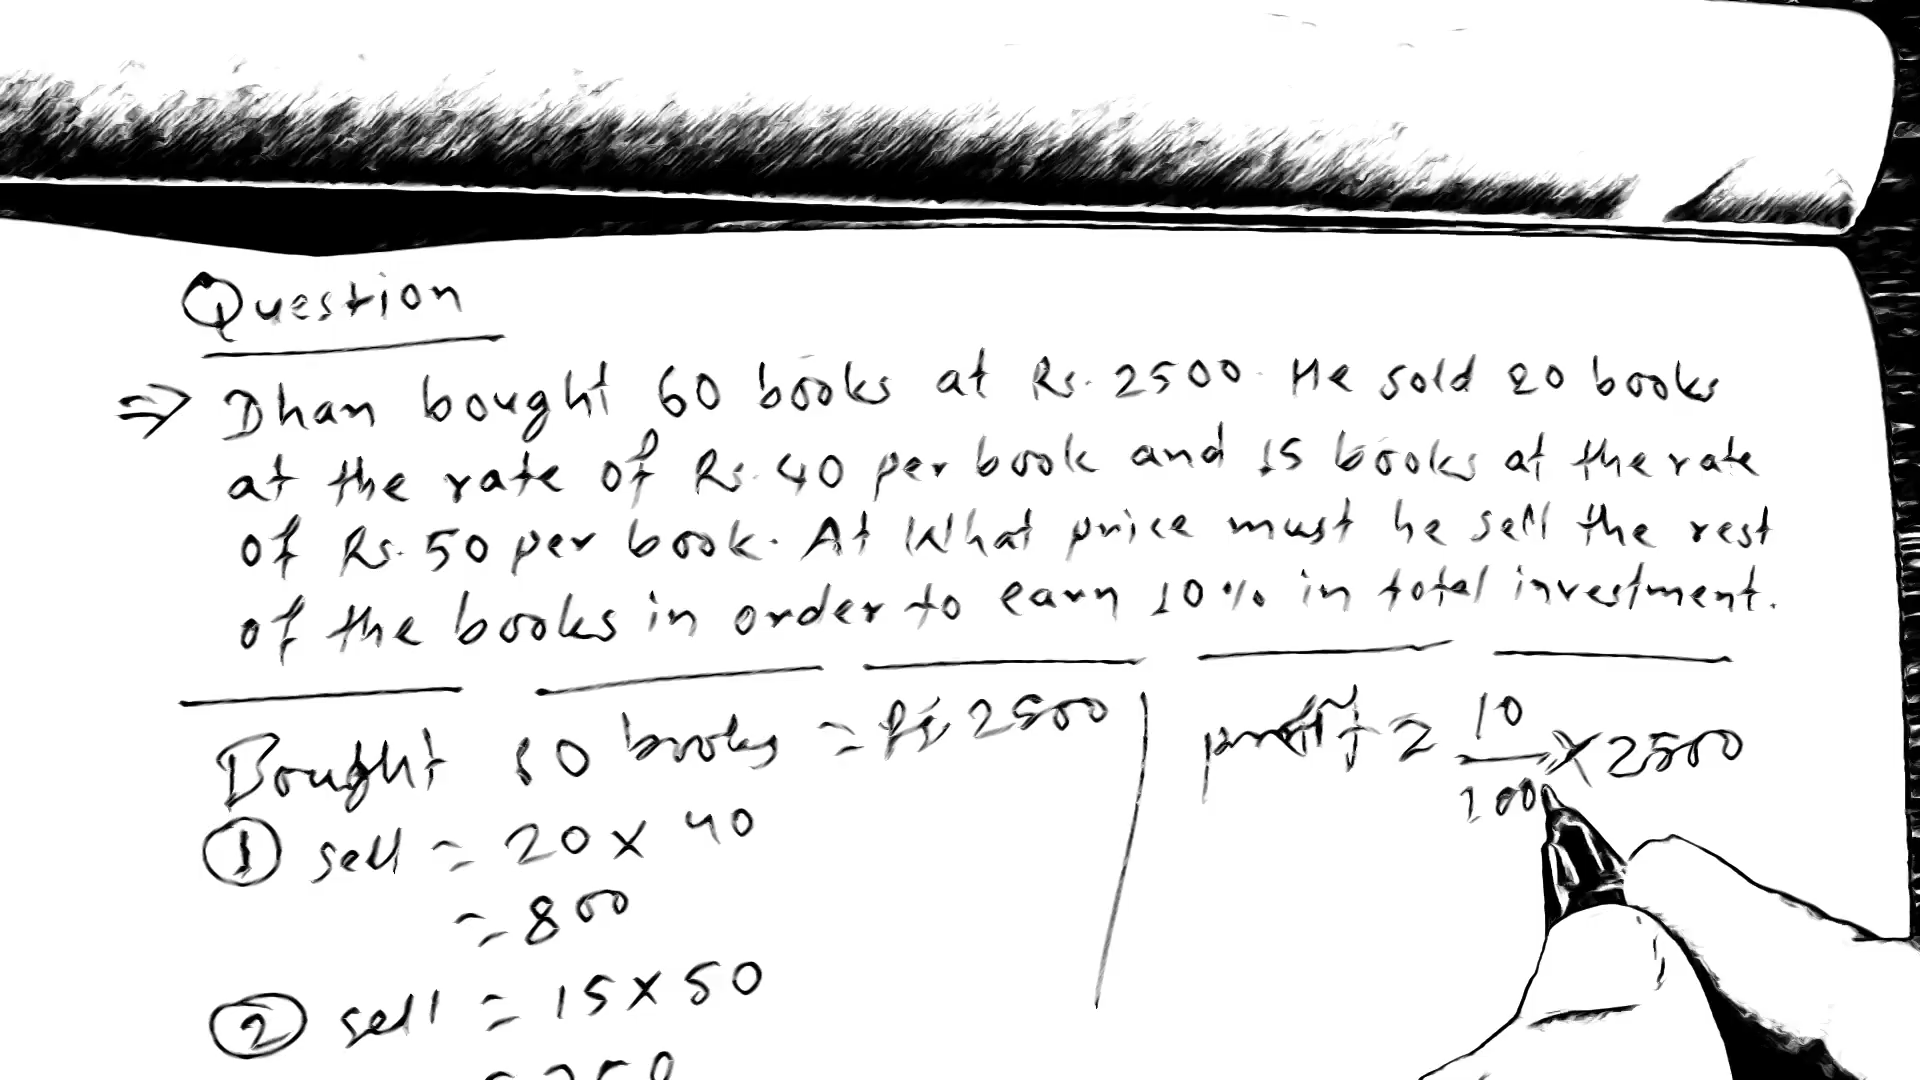 Question
⇒ Dhan bought 60 books at Rs. 2500. He sold 20 books
at the rate of Rs. 40 per book and 15 books at the rate
of Rs. 50 per book. At What price must he sell the rest
of the books in order to earn 10% in total investment.
Bought 60 books = Rs 2500
① sell = 20 × 40
= 800
② sell = 15 × 50
profit = 10/100 × 2500